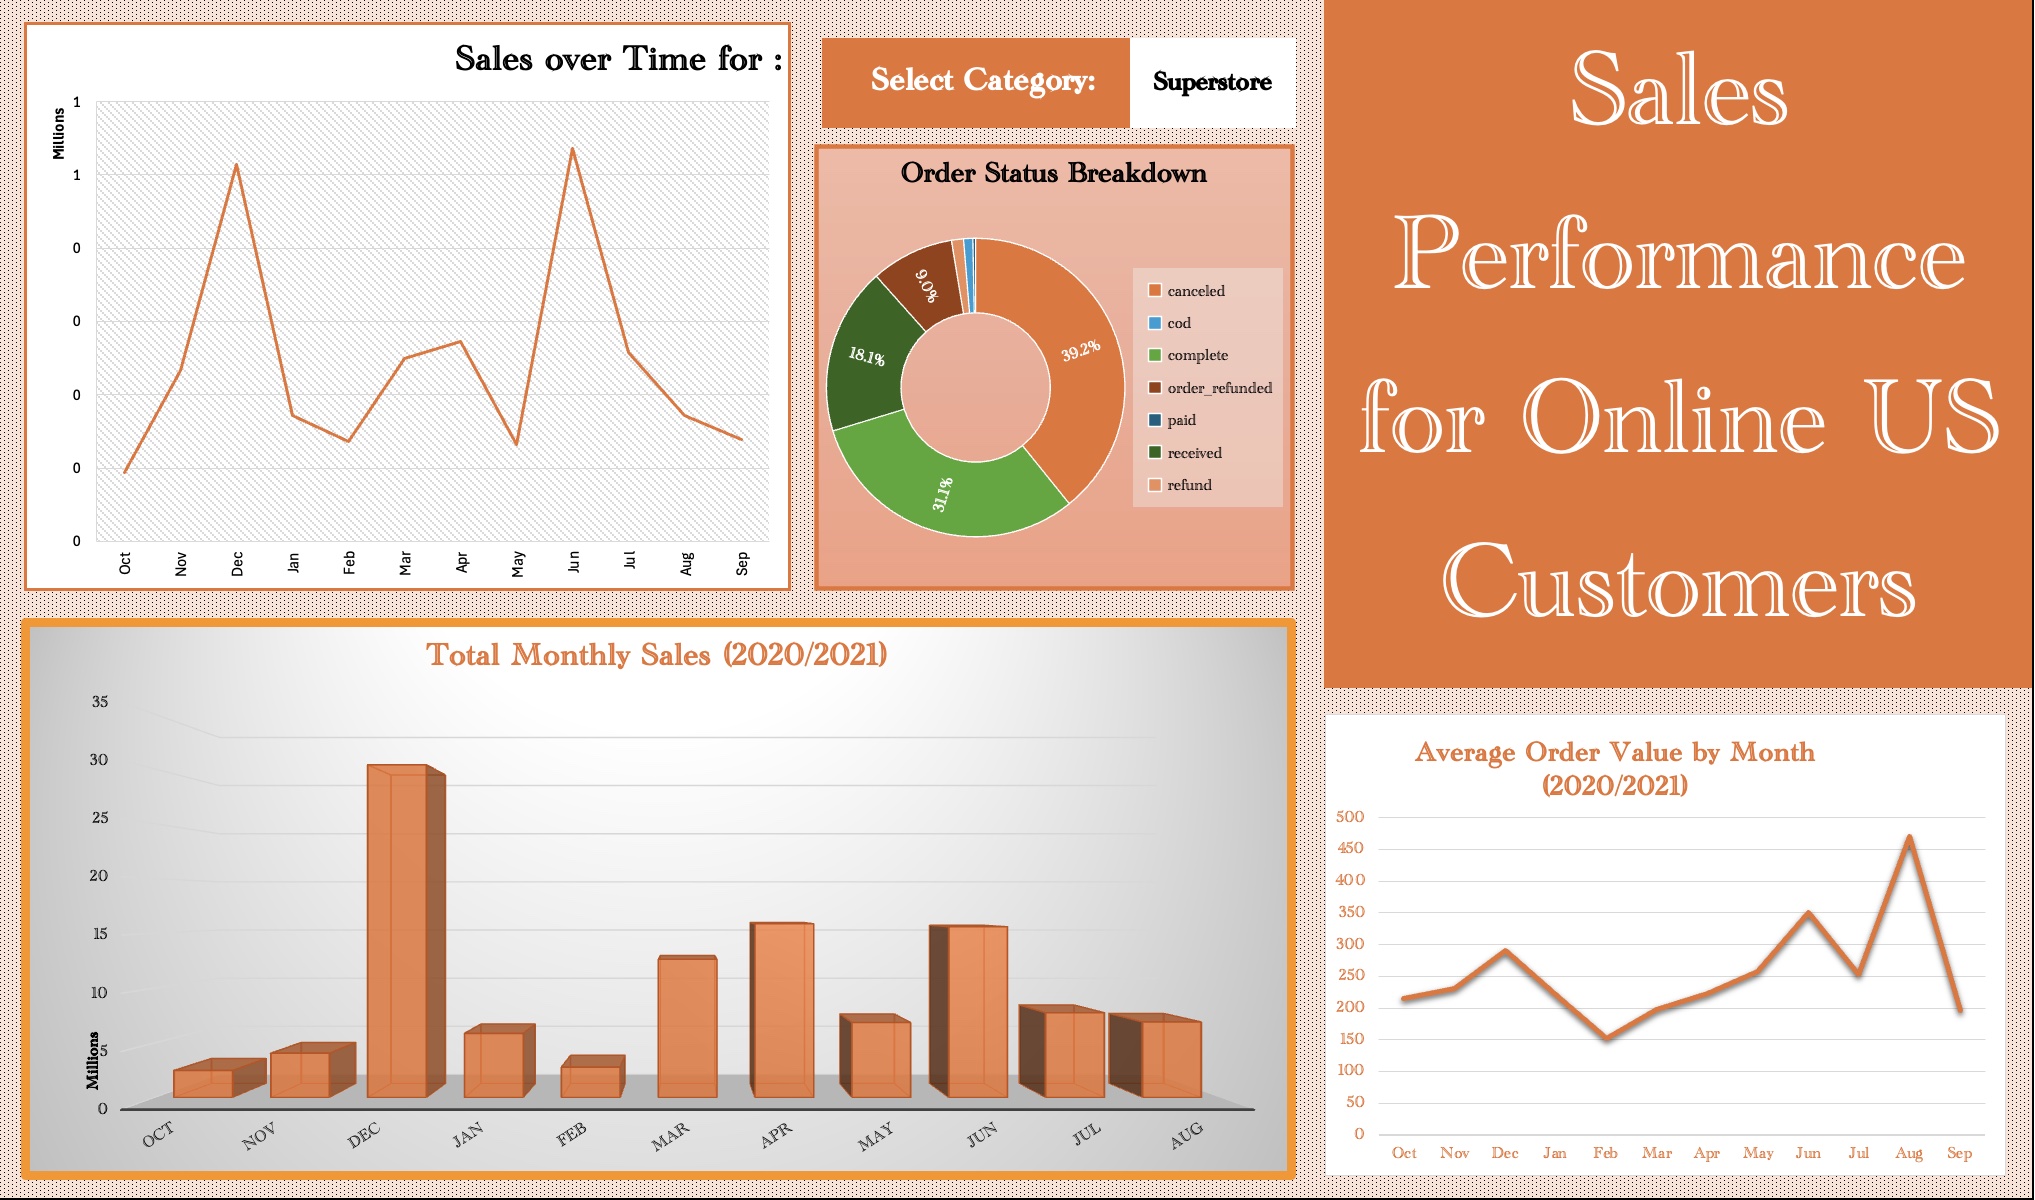 Sales over Time for :
Millions
1
1
0
0
0
0
0
Oct Nov Dec Jan Feb Mar Apr May Jun Jul Aug Sep
Select Category: Superstore
Order Status Breakdown
39.2%
31.1%
18.1%
9.0%
canceled
cod
complete
order_refunded
paid
received
refund
Sales
Performance
for Online US
Customers
Total Monthly Sales (2020/2021)
Millions
35
30
25
20
15
10
5
0
OCT NOV DEC JAN FEB MAR APR MAY JUN JUL AUG
Average Order Value by Month
(2020/2021)
500
450
400
350
300
250
200
150
100
50
0
Oct Nov Dec Jan Feb Mar Apr May Jun Jul Aug Sep